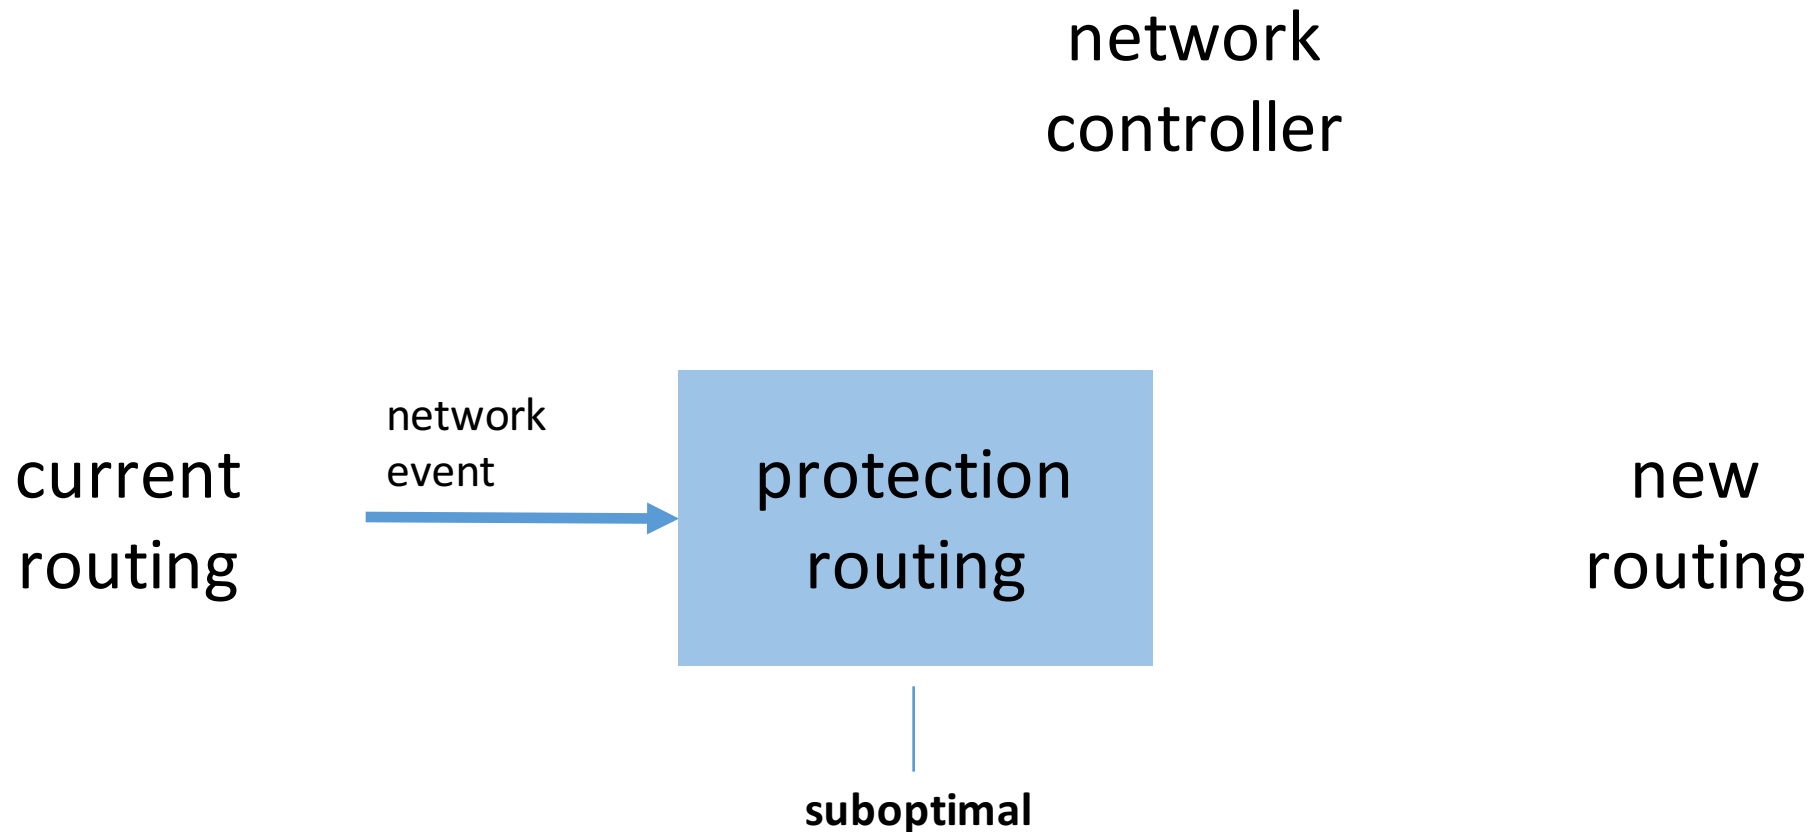 network
controller
network
event
current
routing
protection
routing
new
routing
suboptimal